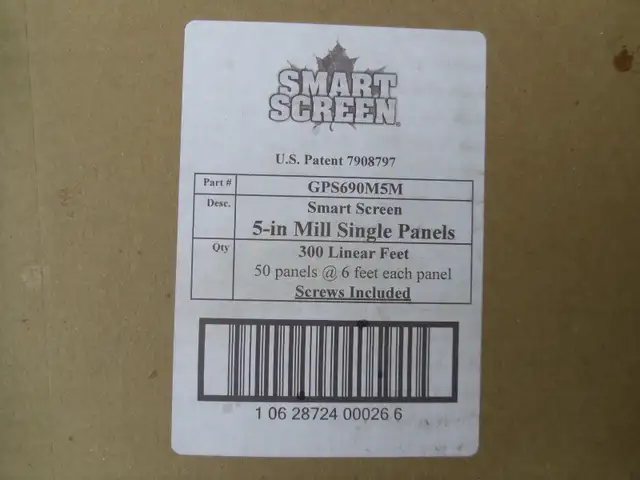 SMART
SCREEN
U.S. Patent 7908797
Part # GPS690M5M
Desc. Smart Screen
5-in Mill Single Panels
Qty 300 Linear Feet
50 panels @ 6 feet each panel
Screws Included
1 06 28724 00026 6